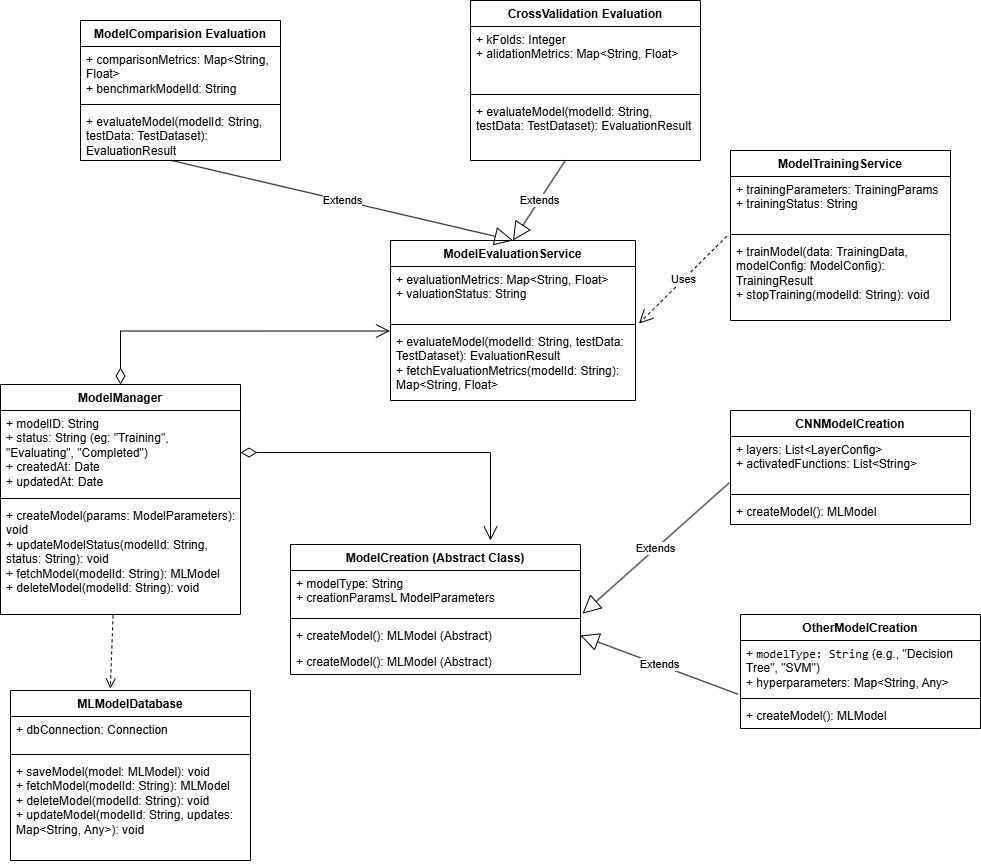 CrossValidation Evaluation
+ kFolds: Integer
+ alidationMetrics: Map<String, Float>
+ evaluateModel(modelId: String,
testData: TestDataset): EvaluationResult
ModelComparision Evaluation
+ comparisonMetrics: Map<String,
Float>
+ benchmarkModelId: String
+ evaluateModel(modelId: String,
testData: TestDataset):
EvaluationResult
Extends
Extends
ModelTrainingService
+ trainingParameters: TrainingParams
+ trainingStatus: String
+ trainModel(data: TrainingData,
modelConfig: ModelConfig):
TrainingResult
+ stopTraining(modelId: String): void
Uses
ModelEvaluationService
+ evaluationMetrics: Map<String, Float>
+ valuationStatus: String
+ evaluateModel(modelId: String, testData:
TestDataset): EvaluationResult
+ fetchEvaluationMetrics(modelId: String):
Map<String, Float>
ModelManager
+ modelID: String
+ status: String (eg: "Training",
"Evaluating", "Completed")
+ createdAt: Date
+ updatedAt: Date
+ createModel(params: ModelParameters):
void
+ updateModelStatus(modelId: String,
status: String): void
+ fetchModel(modelId: String): MLModel
+ deleteModel(modelId: String): void
CNNModelCreation
+ layers: List<LayerConfig>
+ activatedFunctions: List<String>
+ createModel(): MLModel
Extends
ModelCreation (Abstract Class)
+ modelType: String
+ creationParamsL ModelParameters
+ createModel(): MLModel (Abstract)
+ createModel(): MLModel (Abstract)
Extends
OtherModelCreation
+ modelType: String (e.g., "Decision
Tree", "SVM")
+ hyperparameters: Map<String, Any>
+ createModel(): MLModel
MLModelDatabase
+ dbConnection: Connection
+ saveModel(model: MLModel): void
+ fetchModel(modelId: String): MLModel
+ deleteModel(modelId: String): void
+ updateModel(modelId: String, updates:
Map<String, Any>): void